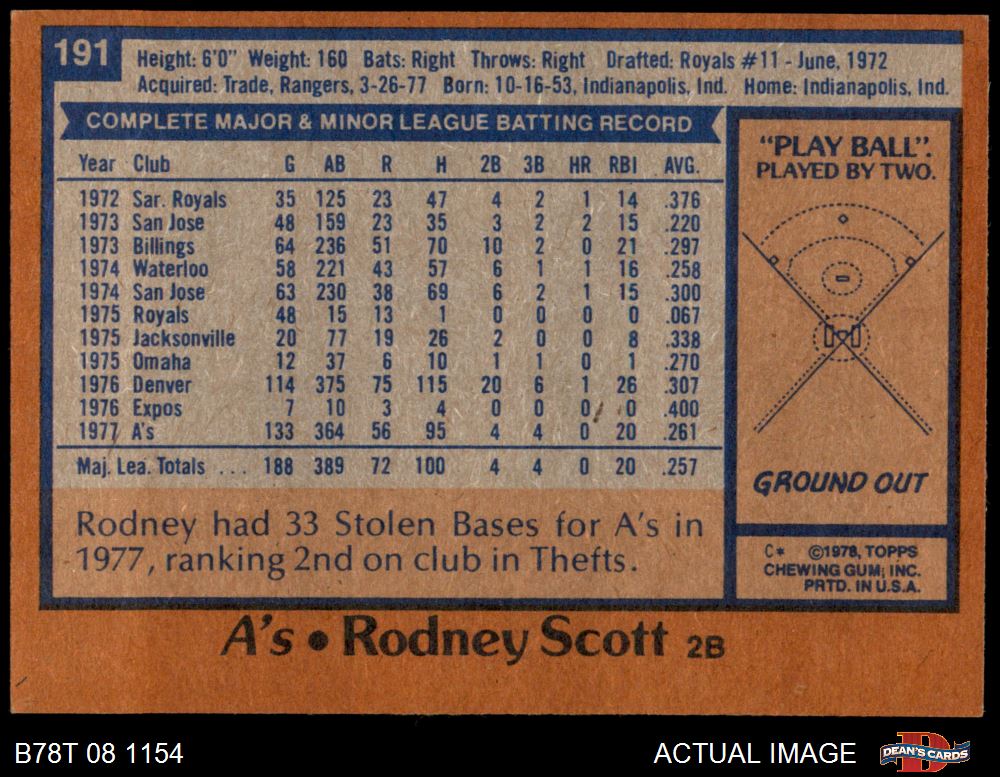 191
Height: 6'0" Weight: 160 Bats: Right Throws: Right Drafted: Royals #11 - June, 1972
Acquired: Trade, Rangers, 3-26-77 Born: 10-16-53, Indianapolis, Ind. Home: Indianapolis, Ind.
COMPLETE MAJOR & MINOR LEAGUE BATTING RECORD
Year Club G AB R H 2B 3B HR RBI AVG.
1972 Sar. Royals 35 125 23 47 4 2 1 14 .376
1973 San Jose 48 159 23 35 3 2 2 15 .220
1973 Billings 64 236 51 70 10 2 0 21 .297
1974 Waterloo 58 221 43 57 6 1 1 16 .258
1974 San Jose 63 230 38 69 6 2 1 15 .300
1975 Royals 48 15 13 1 0 0 0 0 .067
1975 Jacksonville 20 77 19 26 2 0 0 8 .338
1975 Omaha 12 37 6 10 1 1 0 1 .270
1976 Denver 114 375 75 115 20 6 1 26 .307
1976 Expos 7 10 3 4 0 0 0 0 .400
1977 A's 133 364 56 95 4 4 0 20 .261
Maj. Lea. Totals ... 188 389 72 100 4 4 0 20 .257
Rodney had 33 Stolen Bases for A's in
1977, ranking 2nd on club in Thefts.
"PLAY BALL".
PLAYED BY TWO.
GROUND OUT
C* ©1978, TOPPS
CHEWING GUM, INC.
PRTD. IN U.S.A.
A's • Rodney Scott 2B
B78T 08 1154
ACTUAL IMAGE
D
DEAN'S CARDS